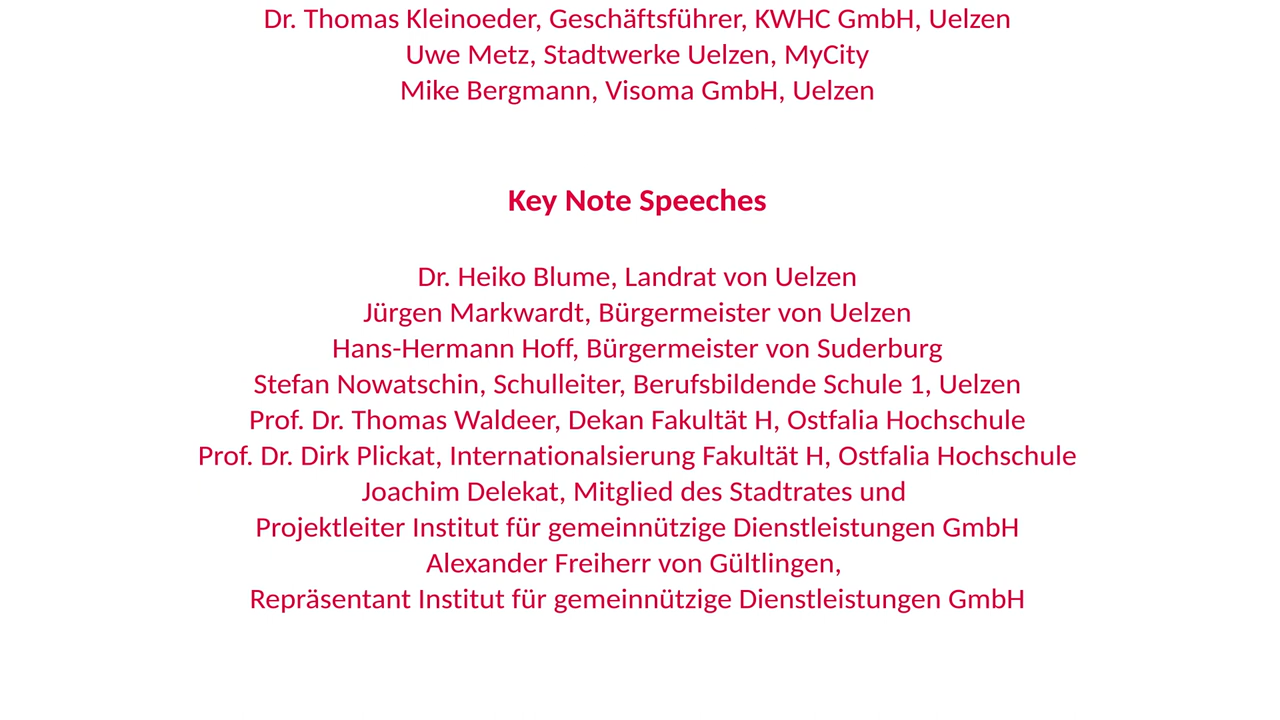 Dr. Thomas Kleinoeder, Geschäftsführer, KWHC GmbH, Uelzen
Uwe Metz, Stadtwerke Uelzen, MyCity
Mike Bergmann, Visoma GmbH, Uelzen
Key Note Speeches
Dr. Heiko Blume, Landrat von Uelzen
Jürgen Markwardt, Bürgermeister von Uelzen
Hans-Hermann Hoff, Bürgermeister von Suderburg
Stefan Nowatschin, Schulleiter, Berufsbildende Schule 1, Uelzen
Prof. Dr. Thomas Waldeer, Dekan Fakultät H, Ostfalia Hochschule
Prof. Dr. Dirk Plickat, Internationalsierung Fakultät H, Ostfalia Hochschule
Joachim Delekat, Mitglied des Stadtrates und
Projektleiter Institut für gemeinnützige Dienstleistungen GmbH
Alexander Freiherr von Gültlingen,
Repräsentant Institut für gemeinnützige Dienstleistungen GmbH